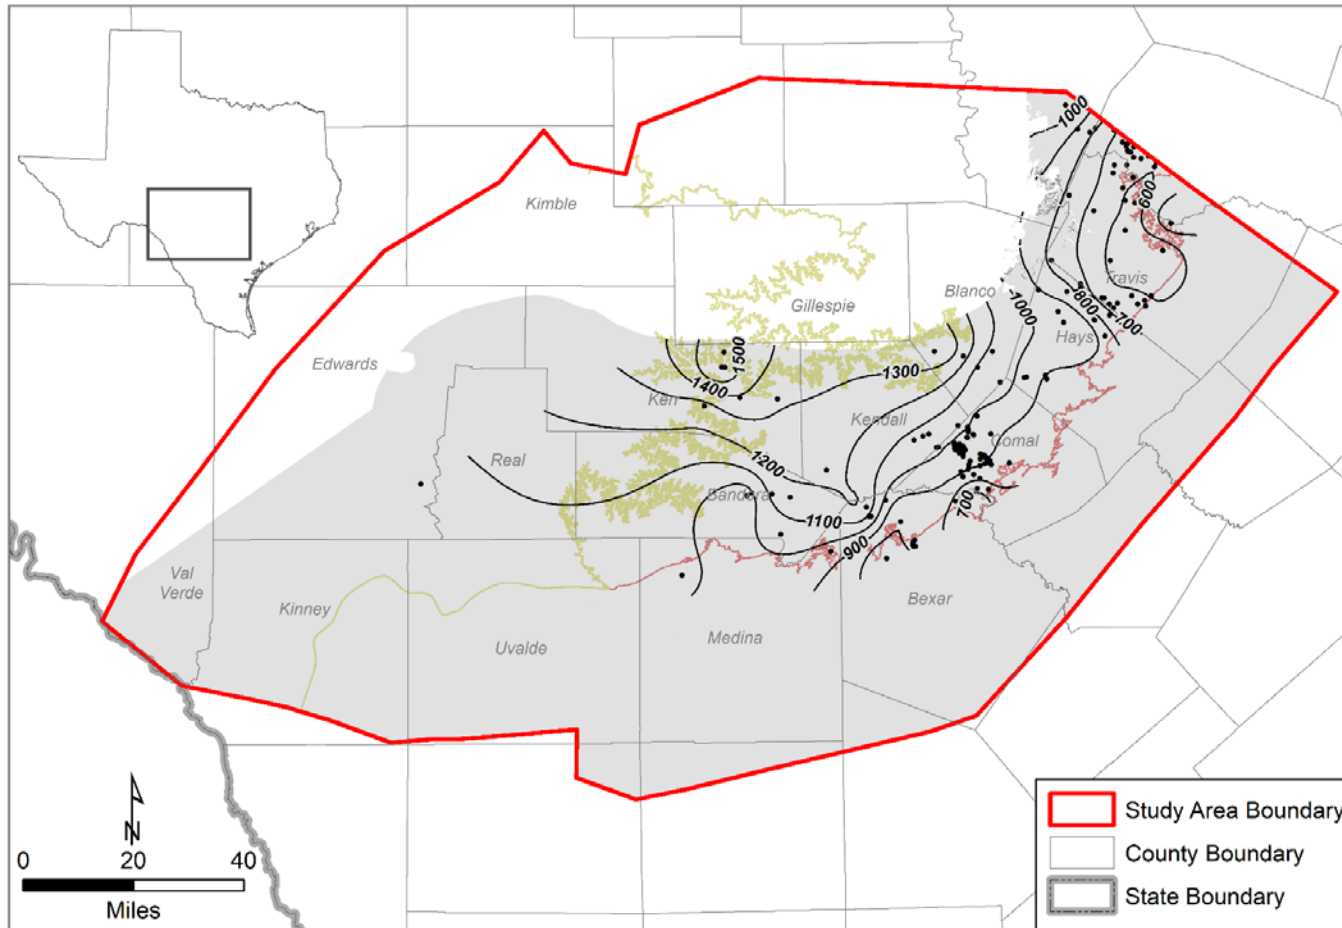 1000
600
Kimble
Travis
Gillespie
Blanco
1000
800
700
Hays
Edwards
1500
1300
1400
Kerr
Kendall
Comal
Real
1200
Bandera
700
1100
900
Val
Verde
Kinney
Bexar
Uvalde
Medina
N
0 20 40
Miles
Study Area Boundary
County Boundary
State Boundary